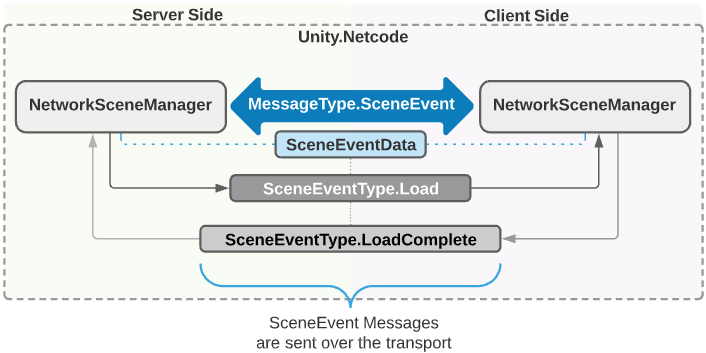 Server Side
Client Side
Unity.Netcode
NetworkSceneManager
MessageType.SceneEvent
NetworkSceneManager
SceneEventData
SceneEventType.Load
SceneEventType.LoadComplete
SceneEvent Messages
are sent over the transport